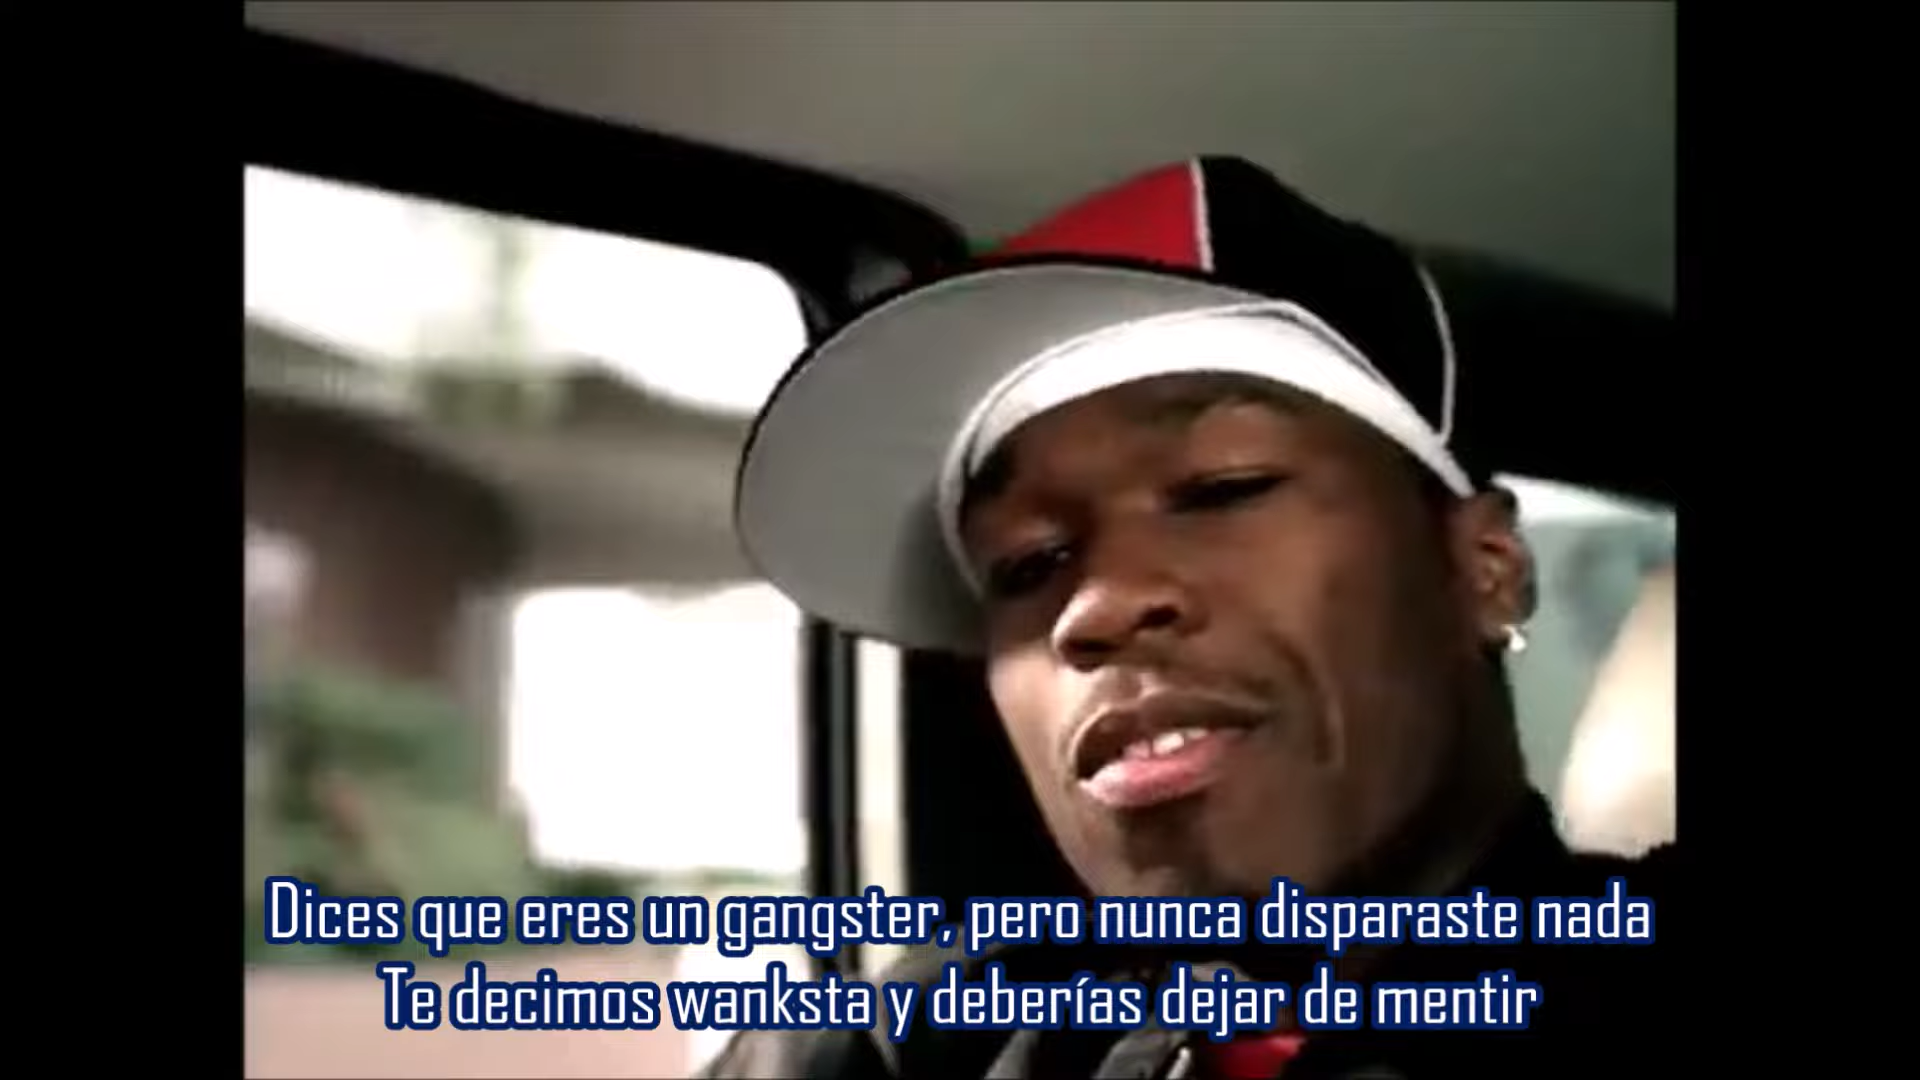 Dices que eres un gangster, pero nunca disparaste nada
Te decimos wanksta y deberías dejar de mentir